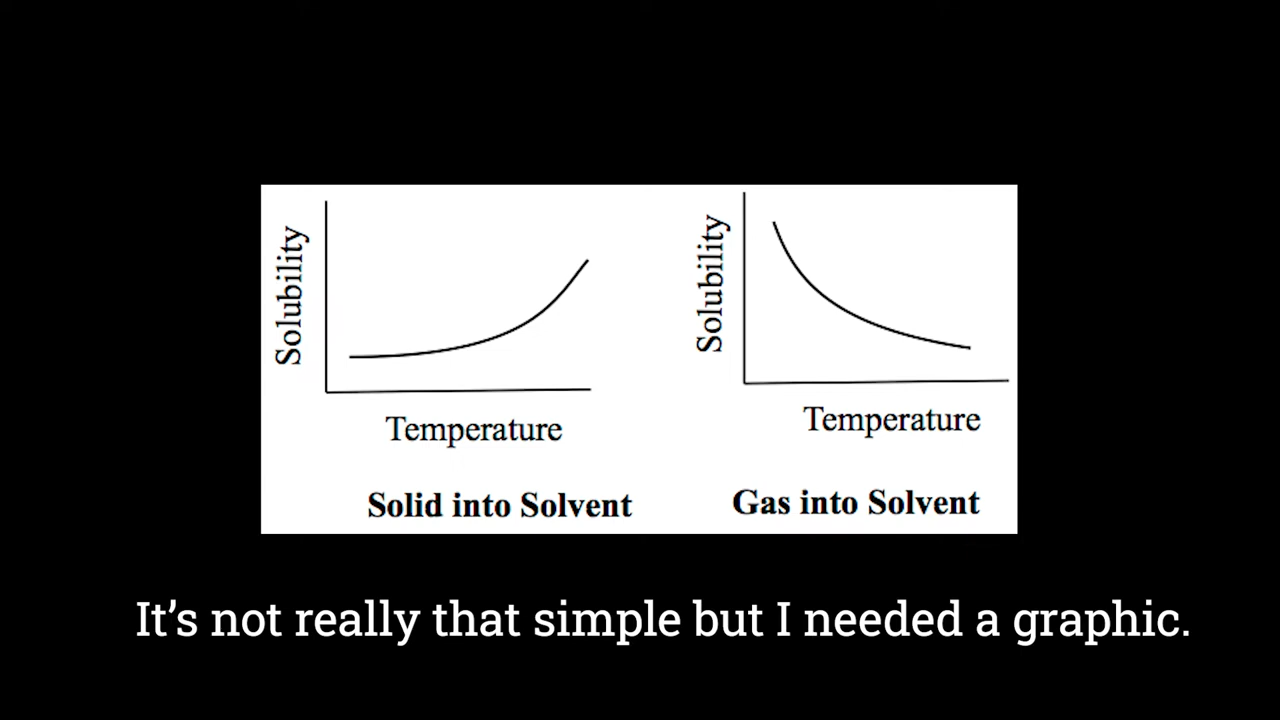 Solubility
Temperature
Solid into Solvent
Solubility
Temperature
Gas into Solvent
It’s not really that simple but I needed a graphic.